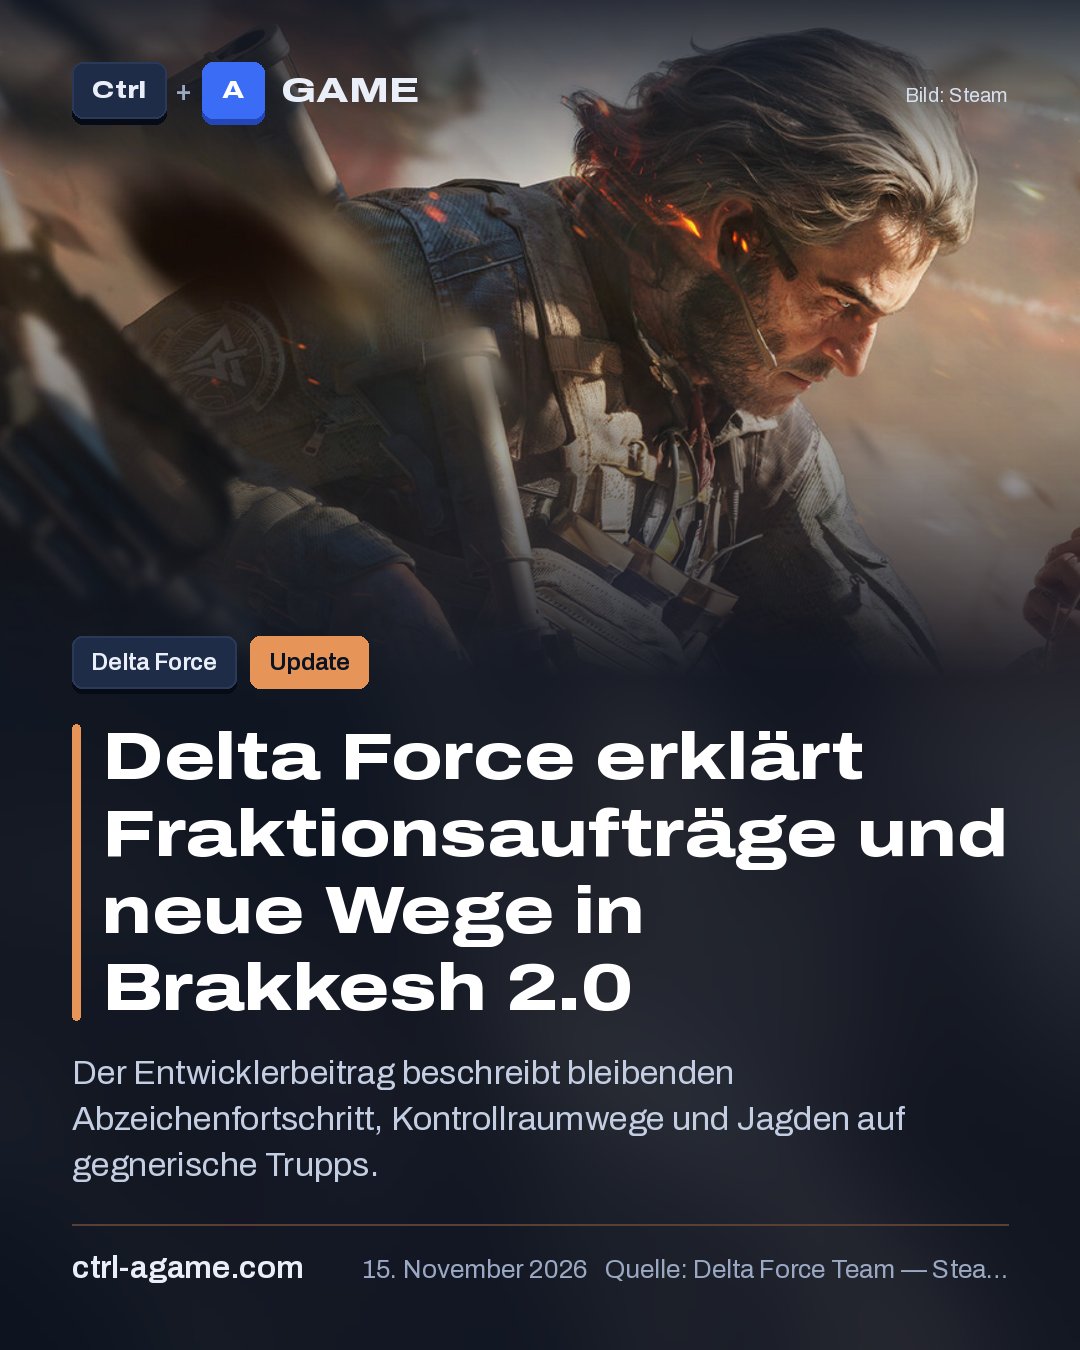 Ctrl + A GAME
Bild: Steam
Delta Force Update
Delta Force erklärt
Fraktionsaufträge und
neue Wege in
Brakkesh 2.0
Der Entwicklerbeitrag beschreibt bleibenden
Abzeichenfortschritt, Kontrollraumwege und Jagden auf
gegnerische Trupps.
ctrl-agame.com 15. November 2026 Quelle: Delta Force Team — Stea...